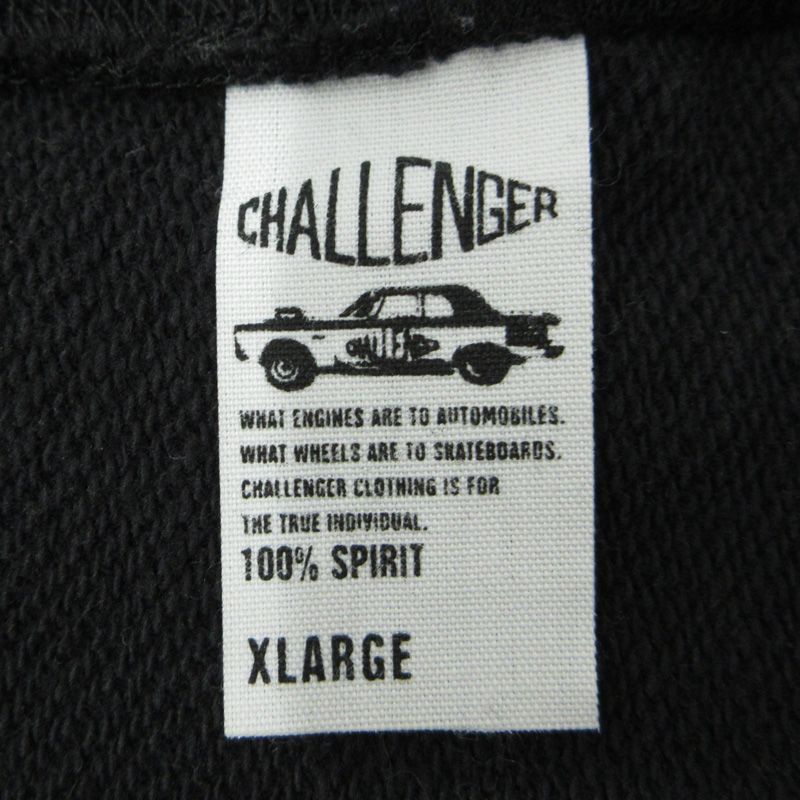 CHALLENGER
CHALLENGER
WHAT ENGINES ARE TO AUTOMOBILES.
WHAT WHEELS ARE TO SKATEBOARDS.
CHALLENGER CLOTHING IS FOR
THE TRUE INDIVIDUAL.
100% SPIRIT
XLARGE